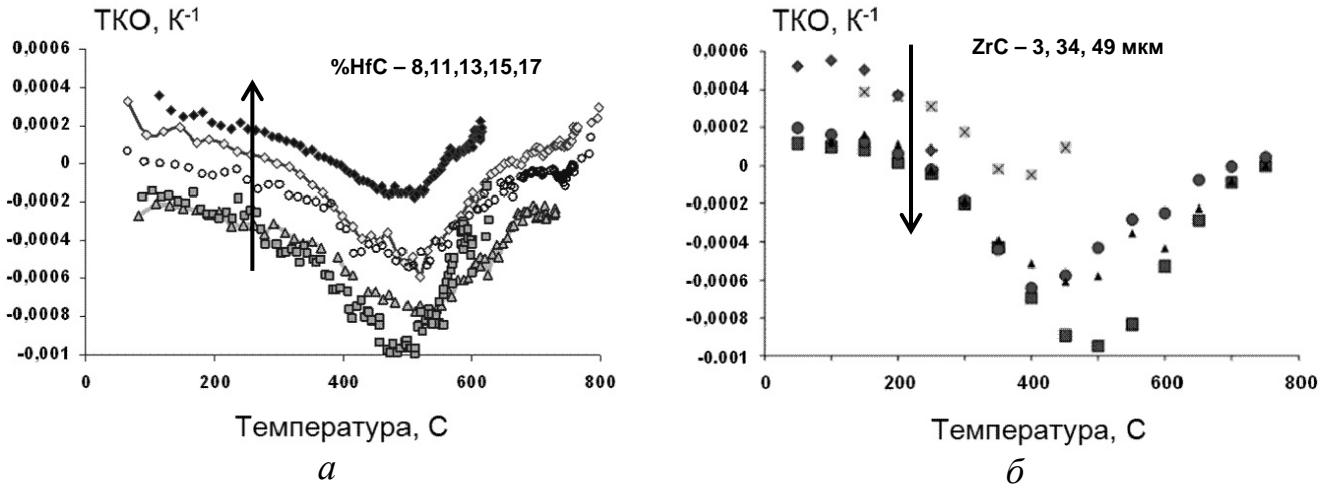 ТКО, К-1
0,0006
0,0004
0,0002
0
-0,0002
-0,0004
-0,0006
-0,0008
-0,001
%HfC – 8,11,13,15,17
0 200 400 600 800
Температура, С
а
ТКО, К-1
0,0006
0,0004
0,0002
0
-0,0002
-0,0004
-0,0006
-0,0008
-0,001
ZrC – 3, 34, 49 мкм
0 200 400 600 800
Температура, С
б